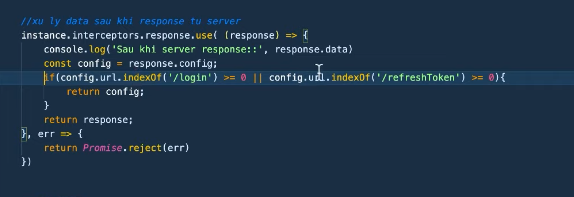 //xu ly data sau khi response tu server
instance.interceptors.response.use( (response) => {
    console.log('Sau khi server response::', response.data)
    const config = response.config;
    if(config.url.indexOf('/login') >= 0 || config.url.indexOf('/refreshToken') >= 0){
        return config;
    }
    return response;
}, err => {
    return Promise.reject(err)
})